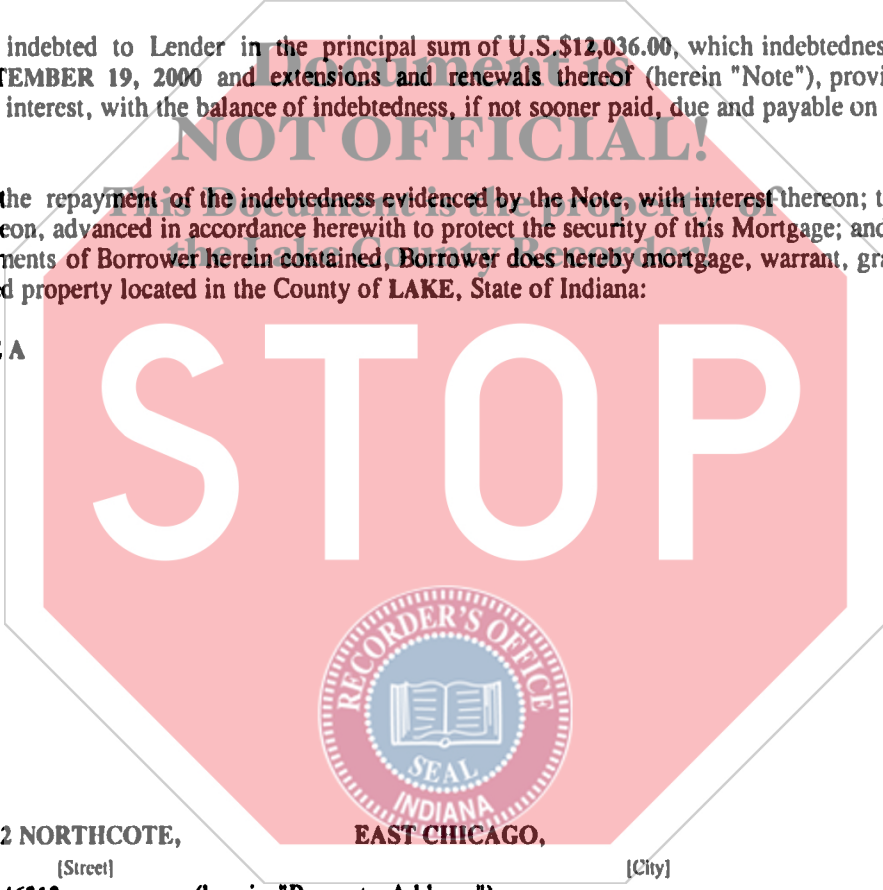 indebted to Lender in the principal sum of U.S.$12,036.00, which indebtednes
Document is
TEMBER 19, 2000 and extensions and renewals thereof (herein "Note"), provi
interest, with the balance of indebtedness, if not sooner paid, due and payable on
NOT OFFICIAL!
the repayment of the indebtedness evidenced by the Note, with interest thereon; t
This Document is the property of
eon, advanced in accordance herewith to protect the security of this Mortgage; and
the Lake County Recorder!
ments of Borrower herein contained, Borrower does hereby mortgage, warrant, gra
d property located in the County of LAKE, State of Indiana:
A
STOP
RECORDER'S OFFICE
SEAL
INDIANA
2 NORTHCOTE, EAST CHICAGO,
[Street] [City]